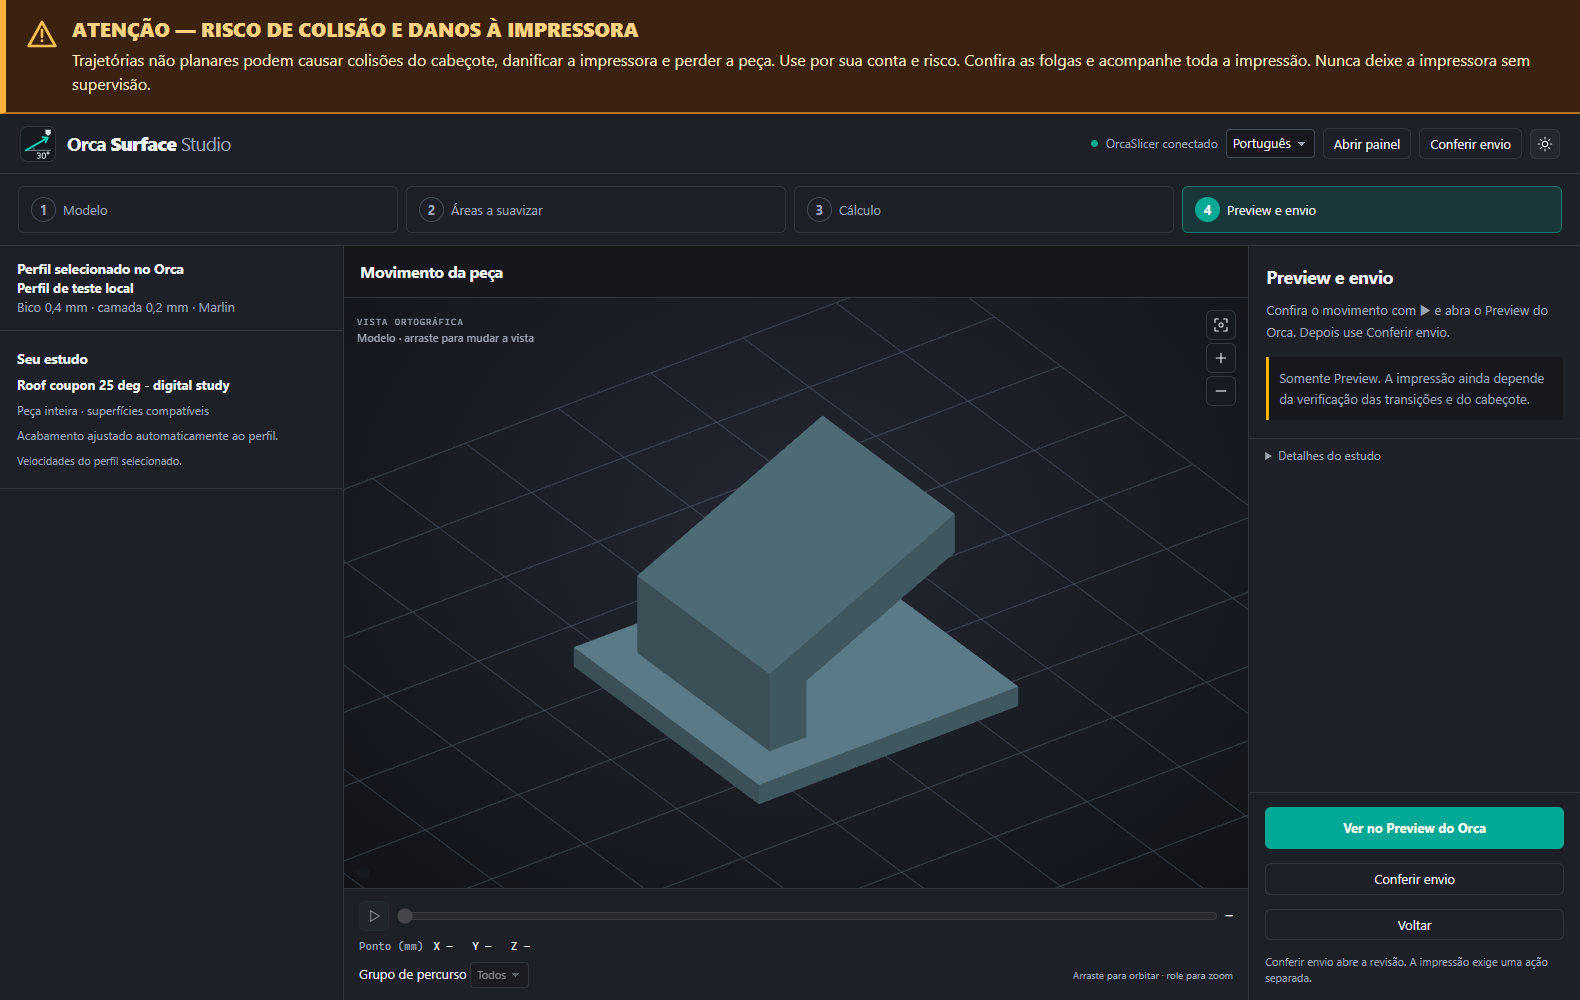 ATENÇÃO — RISCO DE COLISÃO E DANOS À IMPRESSORA
Trajetórias não planares podem causar colisões do cabeçote, danificar a impressora e perder a peça. Use por sua conta e risco. Confira as folgas e acompanhe toda a impressão. Nunca deixe a impressora sem
supervisão.
30°
Orca Surface Studio
OrcaSlicer conectado
Português
Abrir painel
Conferir envio
1 Modelo
2 Áreas a suavizar
3 Cálculo
4 Preview e envio
Perfil selecionado no Orca
Perfil de teste local
Bico 0,4 mm · camada 0,2 mm · Marlin
Seu estudo
Roof coupon 25 deg - digital study
Peça inteira · superfícies compatíveis
Acabamento ajustado automaticamente ao perfil.
Velocidades do perfil selecionado.
Movimento da peça
VISTA ORTOGRÁFICA
Modelo · arraste para mudar a vista
+
−
Ponto (mm) X — Y — Z —
Grupo de percurso Todos
Arraste para orbitar · role para zoom
Preview e envio
Confira o movimento com ▶ e abra o Preview do
Orca. Depois use Conferir envio.
Somente Preview. A impressão ainda depende
da verificação das transições e do cabeçote.
Detalhes do estudo
Ver no Preview do Orca
Conferir envio
Voltar
Conferir envio abre a revisão. A impressão exige uma ação
separada.